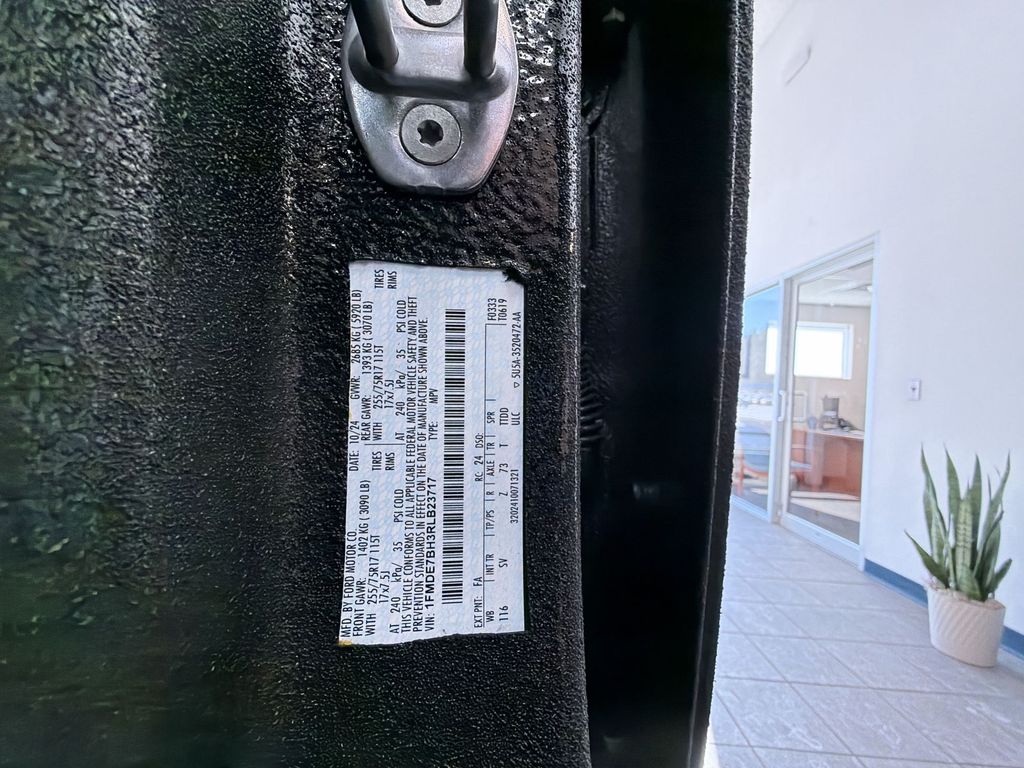 MFD. BY FORD MOTOR CO. DATE: 10/24 GVWR: 2685 KG ( 5920 LB)
FRONT GAWR: 1402 KG ( 3090 LB) REAR GAWR: 1393 KG ( 3070 LB)
WITH 255/75R17 115T TIRES WITH 255/75R17 115T TIRES
17x7.5J RIMS 17x7.5J RIMS
AT 240 kPa/ 35 PSI COLD AT 240 kPa/ 35 PSI COLD
THIS VEHICLE CONFORMS TO ALL APPLICABLE FEDERAL MOTOR VEHICLE SAFETY AND THEFT
PREVENTION STANDARDS IN EFFECT ON THE DATE OF MANUFACTURE SHOWN ABOVE.
VIN: 1FMDE7BH3RLB23717 TYPE: MPV
EXT PNT: FA RC: 24 DSO: F0333
WB INT TR TP/PS R AXLE TR SPR T0619
116 SV Z 73 T TTDD
3202410071321 ULC ▽ 5U5A-3520472-AA